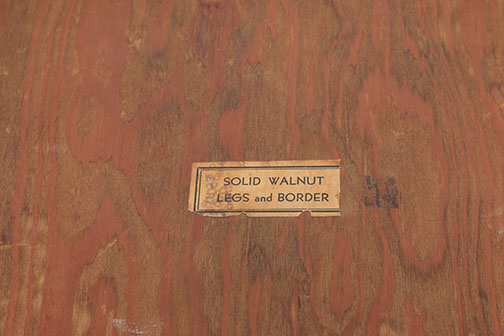 SOLID WALNUT
LEGS and BORDER